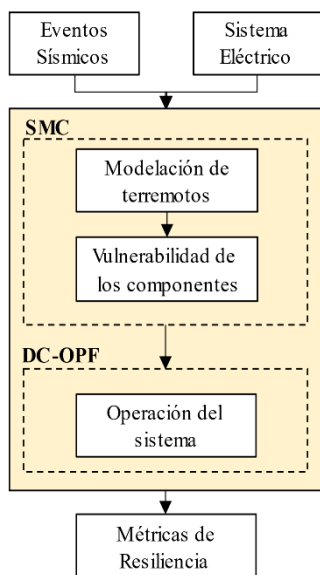 Eventos
Sísmicos
Sistema
Eléctrico
SMC
Modelación de
terremotos
Vulnerabilidad de
los componentes
DC-OPF
Operación del
sistema
Métricas de
Resiliencia